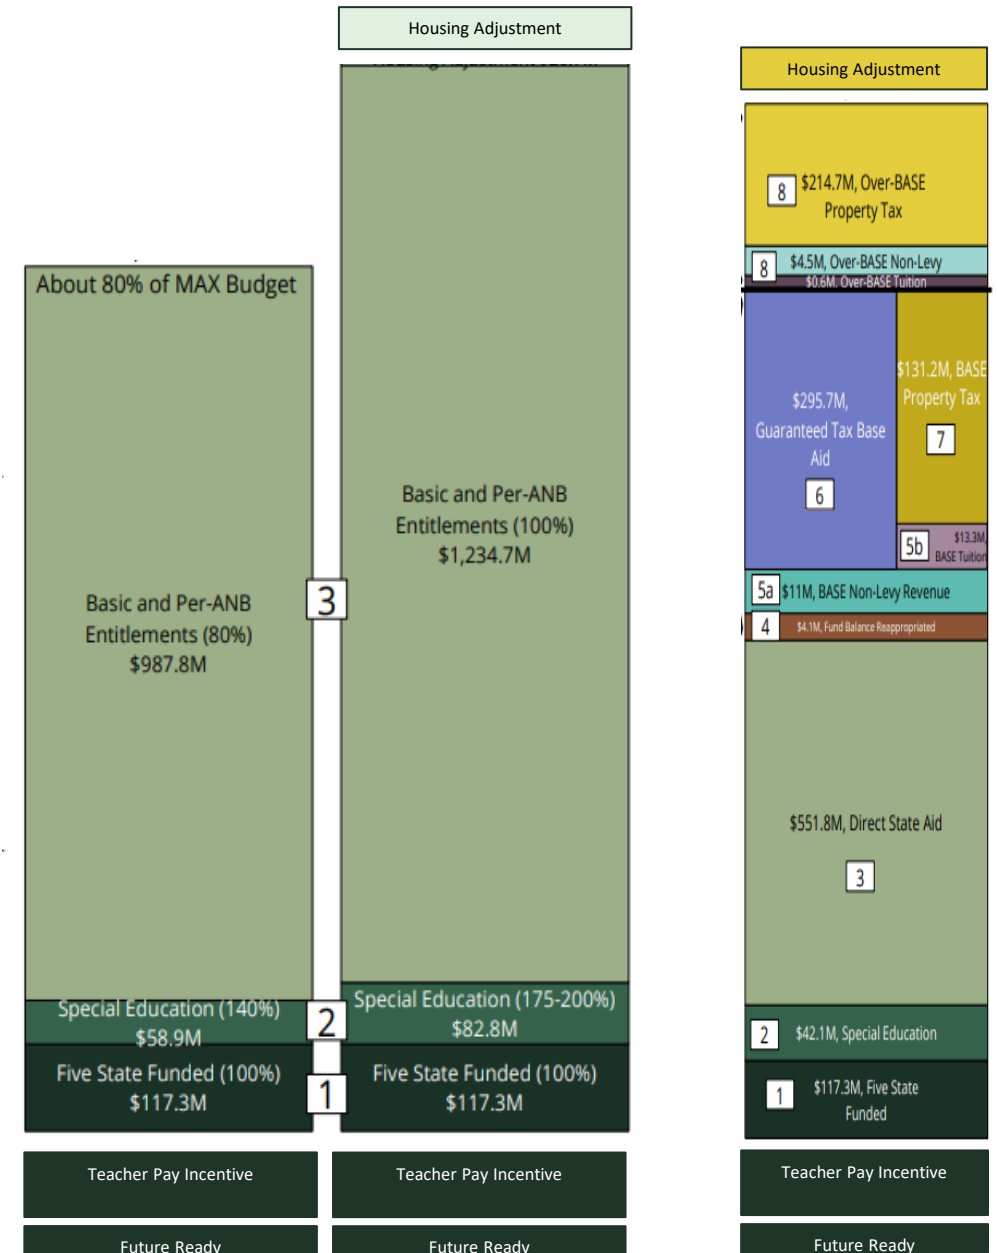 Housing Adjustment
About 80% of MAX Budget
Basic and Per-ANB
Entitlements (80%)
$987.8M
Special Education (140%)
$58.9M
Five State Funded (100%)
$117.3M
Teacher Pay Incentive
Future Ready
3
2
1
Basic and Per-ANB
Entitlements (100%)
$1,234.7M
Special Education (175-200%)
$82.8M
Five State Funded (100%)
$117.3M
Teacher Pay Incentive
Future Ready
Housing Adjustment
8 $214.7M, Over-BASE
Property Tax
8 $4.5M, Over-BASE Non-Levy
$0.6M. Over-BASE Tuition
$295.7M,
Guaranteed Tax Base
Aid
6
$131.2M, BASE
Property Tax
7
5b $13.3M,
BASE Tuition
5a $11M, BASE Non-Levy Revenue
4 $4.1M, Fund Balance Reappropriated
$551.8M, Direct State Aid
3
2 $42.1M, Special Education
1 $117.3M, Five State
Funded
Teacher Pay Incentive
Future Ready